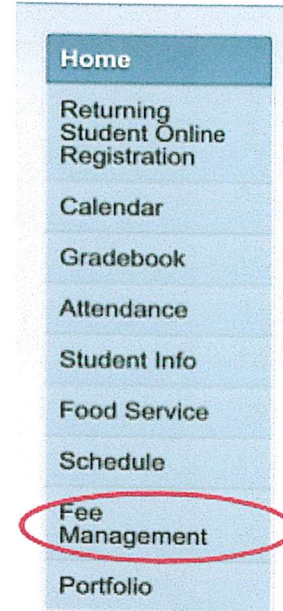 Home
Returning
Student Online
Registration
Calendar
Gradebook
Attendance
Student Info
Food Service
Schedule
Fee
Management
Portfolio